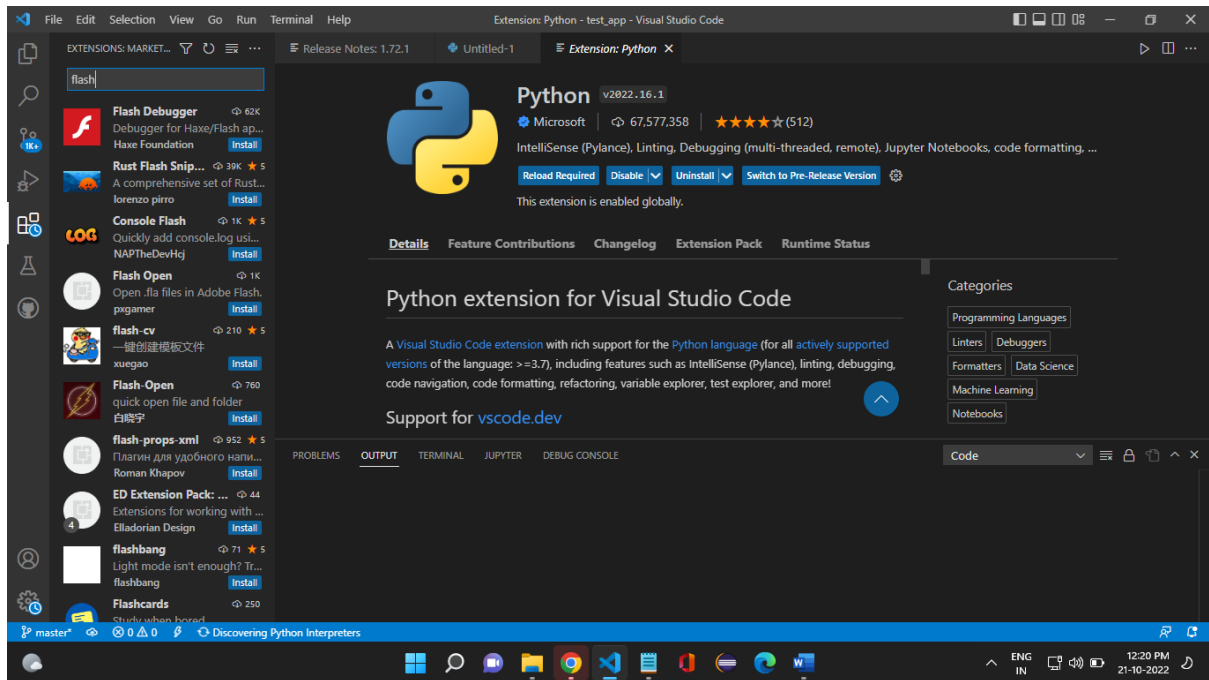 File Edit Selection View Go Run Terminal Help
Extension: Python - test_app - Visual Studio Code
EXTENSIONS: MARKET...
Release Notes: 1.72.1
Untitled-1
Extension: Python
flash
Flash Debugger 62K
Debugger for Haxe/Flash ap...
Haxe Foundation Install
Rust Flash Snip... 39K ★ 5
A comprehensive set of Rust...
lorenzo pirro Install
LOG
Console Flash 1K ★ 5
Quickly add console.log usi...
NAPTheDevHcj Install
Flash Open 1K
Open .fla files in Adobe Flash.
pxgamer Install
flash-cv 210 ★ 5
一键创建模板文件
xuegao Install
Flash-Open 760
quick open file and folder
白晓宇 Install
flash-props-xml 952 ★ 5
Плагин для удобного напи...
Roman Khapov Install
ED Extension Pack: ... 44
Extensions for working with ...
4
Elladorian Design Install
flashbang 71 ★ 5
Light mode isn't enough? Tr...
flashbang Install
Flashcards 250
Study when bored
1K+
Python v2022.16.1
Microsoft 67,577,358 ★★★★☆(512)
IntelliSense (Pylance), Linting, Debugging (multi-threaded, remote), Jupyter Notebooks, code formatting, ...
Reload Required Disable Uninstall Switch to Pre-Release Version
This extension is enabled globally.
Details Feature Contributions Changelog Extension Pack Runtime Status
Python extension for Visual Studio Code
A Visual Studio Code extension with rich support for the Python language (for all actively supported
versions of the language: >=3.7), including features such as IntelliSense (Pylance), linting, debugging,
code navigation, code formatting, refactoring, variable explorer, test explorer, and more!
Support for vscode.dev
Categories
Programming Languages
Linters Debuggers
Formatters Data Science
Machine Learning
Notebooks
PROBLEMS OUTPUT TERMINAL JUPYTER DEBUG CONSOLE
Code
master* 0 0 Discovering Python Interpreters
ENG
IN
12:20 PM
21-10-2022